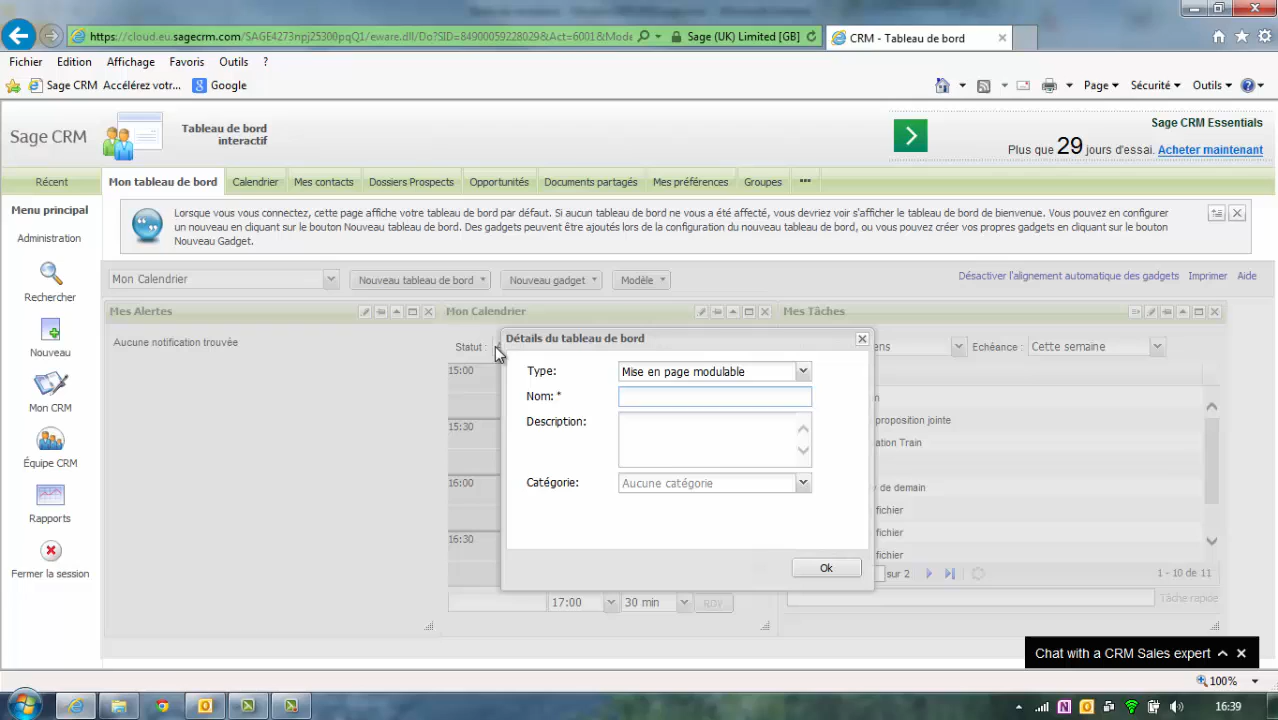 https://cloud.eu.sagecrm.com/SAGE4273npj25300pqQ1/eware.dll/Do?SID=84900059228029&Act=6001&Mode
Sage (UK) Limited [GB]
CRM - Tableau de bord
Fichier Edition Affichage Favoris Outils ?
Sage CRM Accélérez votr... Google
Page Sécurité Outils
Sage CRM
Tableau de bord
interactif
Sage CRM Essentials
Plus que 29 jours d'essai. Acheter maintenant
Récent Mon tableau de bord Calendrier Mes contacts Dossiers Prospects Opportunités Documents partagés Mes préférences Groupes ...
Menu principal
Administration
Rechercher
Nouveau
Mon CRM
Équipe CRM
Rapports
Fermer la session
Lorsque vous vous connectez, cette page affiche votre tableau de bord par défaut. Si aucun tableau de bord ne vous a été affecté, vous devriez voir s'afficher le tableau de bord de bienvenue. Vous pouvez en configurer
un nouveau en cliquant sur le bouton Nouveau tableau de bord. Des gadgets peuvent être ajoutés lors de la configuration du nouveau tableau de bord, ou vous pouvez créer vos propres gadgets en cliquant sur le bouton
Nouveau Gadget.
Mon Calendrier Nouveau tableau de bord Nouveau gadget Modèle
Désactiver l'alignement automatique des gadgets Imprimer Aide
Mes Alertes
Aucune notification trouvée
Mon Calendrier
Statut :
15:00
15:30
16:00
16:30
17:00 30 min RDV
Mes Tâches
ens Echéance : Cette semaine
n
proposition jointe
ation Train
e de demain
fichier
fichier
fichier
sur 2 1 - 10 de 11
Tâche rapide
Détails du tableau de bord
Type: Mise en page modulable
Nom: *
Description:
Catégorie: Aucune catégorie
Ok
Chat with a CRM Sales expert
100%
16:39